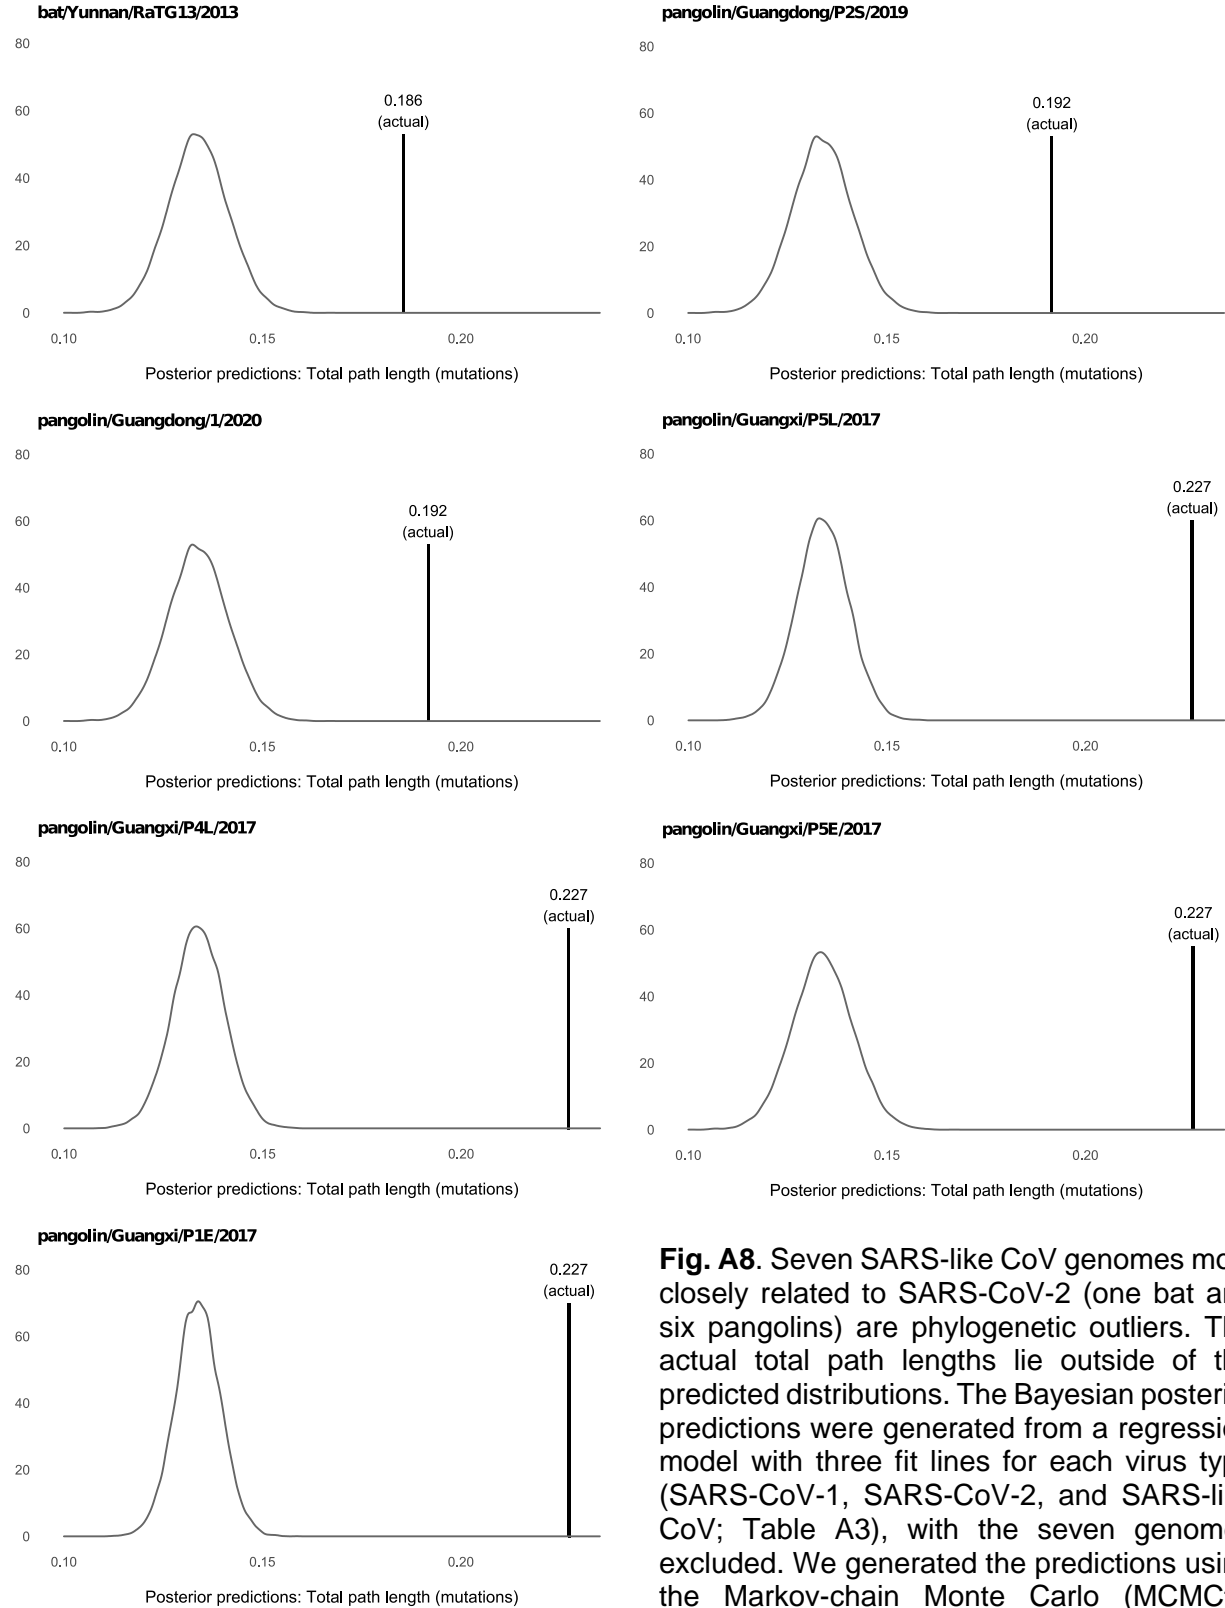 bat/Yunnan/RaTG13/2013
80
60
40
20
0
0.186
(actual)
0.10 0.15 0.20
Posterior predictions: Total path length (mutations)
pangolin/Guangdong/P2S/2019
80
60
40
20
0
0.192
(actual)
0.10 0.15 0.20
Posterior predictions: Total path length (mutations)
pangolin/Guangdong/1/2020
80
60
40
20
0
0.192
(actual)
0.10 0.15 0.20
Posterior predictions: Total path length (mutations)
pangolin/Guangxi/P5L/2017
80
60
40
20
0
0.227
(actual)
0.10 0.15 0.20
Posterior predictions: Total path length (mutations)
pangolin/Guangxi/P4L/2017
80
60
40
20
0
0.227
(actual)
0.10 0.15 0.20
Posterior predictions: Total path length (mutations)
pangolin/Guangxi/P5E/2017
80
60
40
20
0
0.227
(actual)
0.10 0.15 0.20
Posterior predictions: Total path length (mutations)
pangolin/Guangxi/P1E/2017
80
60
40
20
0
0.227
(actual)
0.10 0.15 0.20
Posterior predictions: Total path length (mutations)
Fig. A8. Seven SARS-like CoV genomes mo
closely related to SARS-CoV-2 (one bat an
six pangolins) are phylogenetic outliers. Th
actual total path lengths lie outside of th
predicted distributions. The Bayesian posteri
predictions were generated from a regressio
model with three fit lines for each virus typ
(SARS-CoV-1, SARS-CoV-2, and SARS-li
CoV; Table A3), with the seven genome
excluded. We generated the predictions usin
the Markov-chain Monte Carlo (MCMC